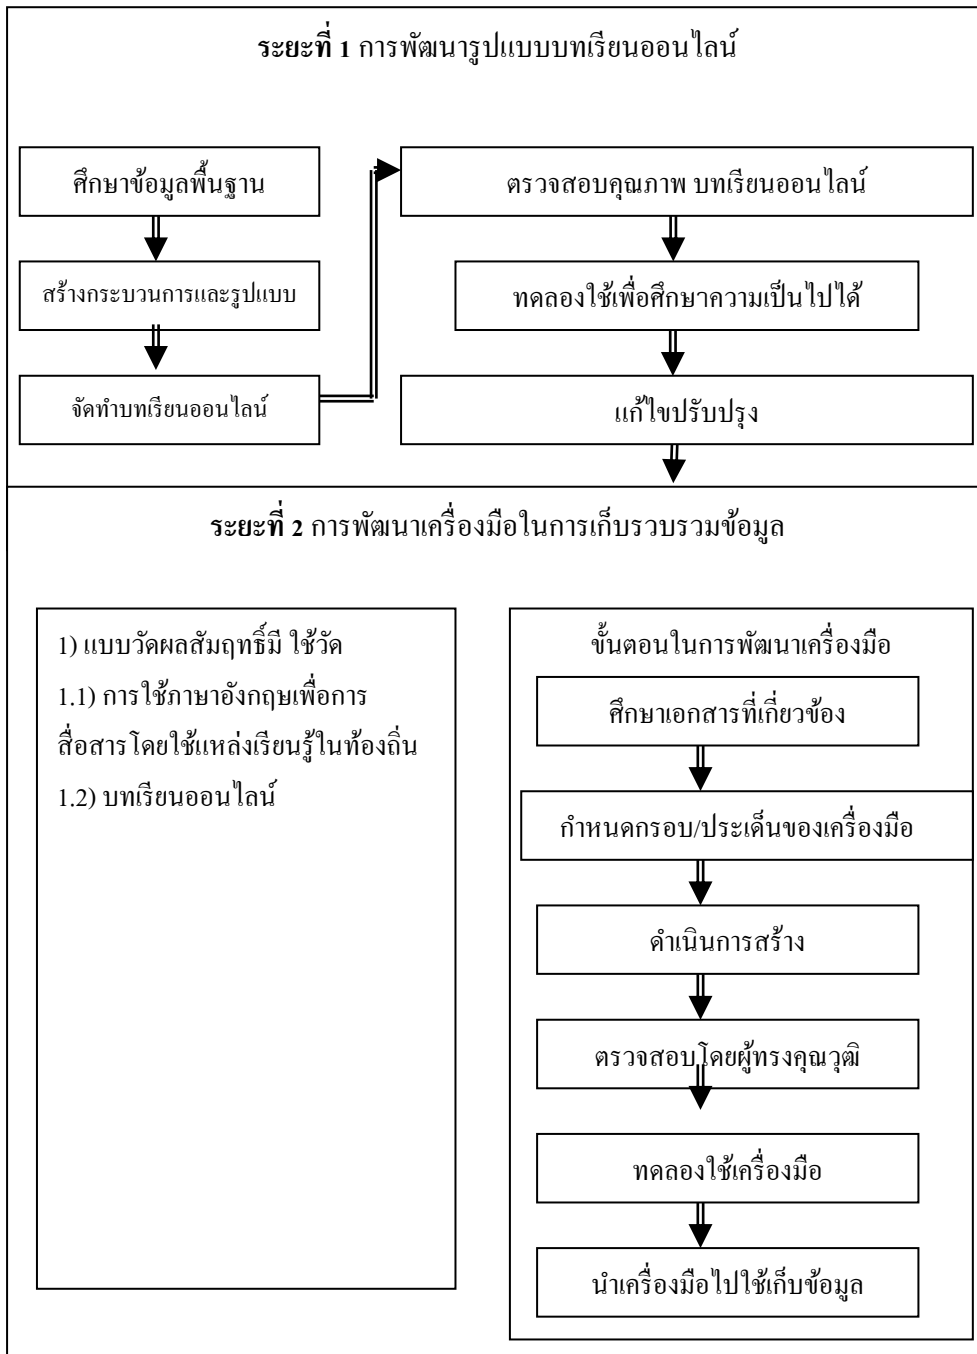 ระยะที่ 1 การพัฒนารูปแบบบทเรียนออนไลน์
ศึกษาข้อมูลพื้นฐาน
สร้างกระบวนการและรูปแบบ
จัดทำบทเรียนออนไลน์
ตรวจสอบคุณภาพ บทเรียนออนไลน์
ทดลองใช้เพื่อศึกษาความเป็นไปได้
แก้ไขปรับปรุง
ระยะที่ 2 การพัฒนาเครื่องมือในการเก็บรวบรวมข้อมูล
1) แบบวัดผลสัมฤทธิ์มี ใช้วัด
1.1) การใช้ภาษาอังกฤษเพื่อการ
สื่อสารโดยใช้แหล่งเรียนรู้ในท้องถิ่น
1.2) บทเรียนออนไลน์
ขั้นตอนในการพัฒนาเครื่องมือ
ศึกษาเอกสารที่เกี่ยวข้อง
กำหนดกรอบ/ประเด็นของเครื่องมือ
ดำเนินการสร้าง
ตรวจสอบโดยผู้ทรงคุณวุฒิ
ทดลองใช้เครื่องมือ
นำเครื่องมือไปใช้เก็บข้อมูล